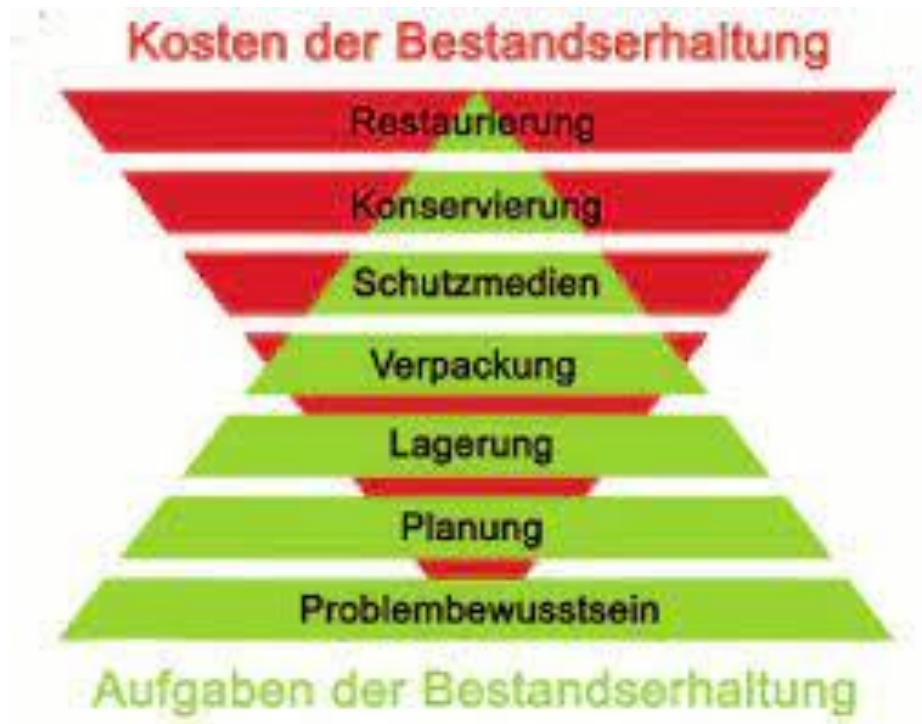 Kosten der Bestandserhaltung
Restaurierung
Konservierung
Schutzmedien
Verpackung
Lagerung
Planung
Problembewusstsein
Aufgaben der Bestandserhaltung